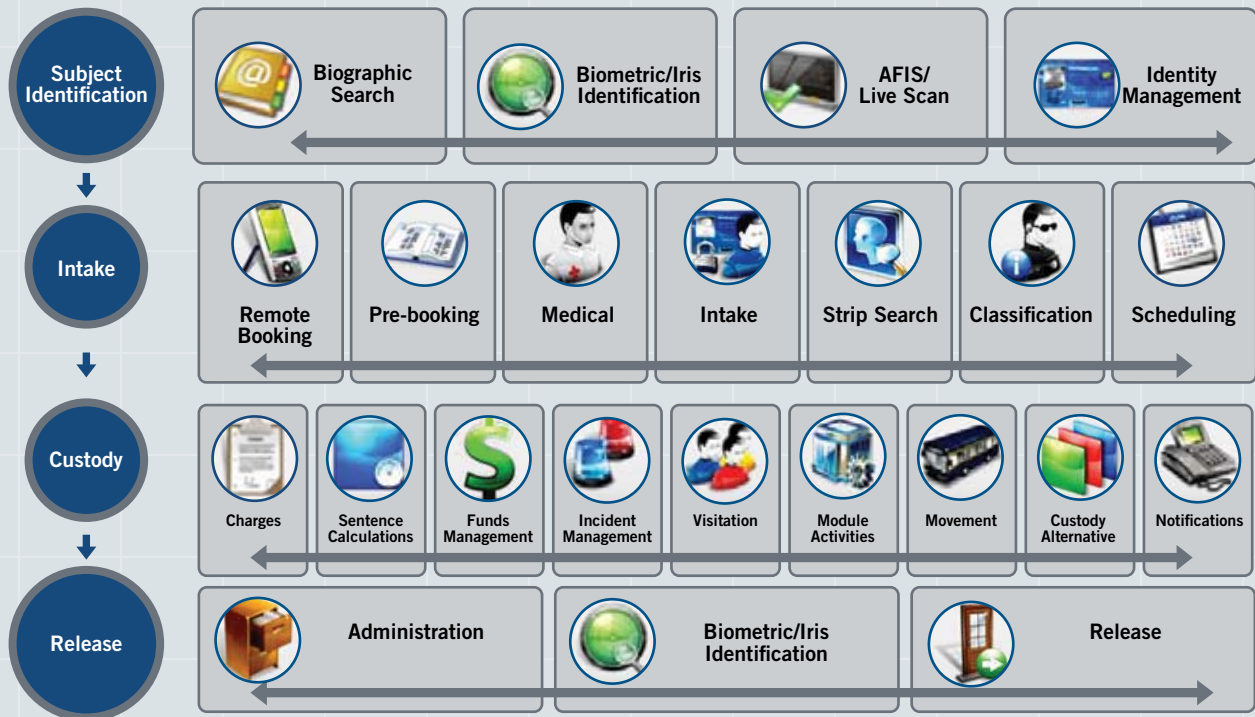 Subject
Identification
Biographic
Search
Biometric/Iris
Identification
AFIS/
Live Scan
Identity
Management
Intake
Remote
Booking
Pre-booking
Medical
Intake
Strip Search
Classification
Scheduling
Custody
Charges
Sentence
Calculations
Funds
Management
Incident
Management
Visitation
Module
Activities
Movement
Custody
Alternative
Notifications
Release
Administration
Biometric/Iris
Identification
Release